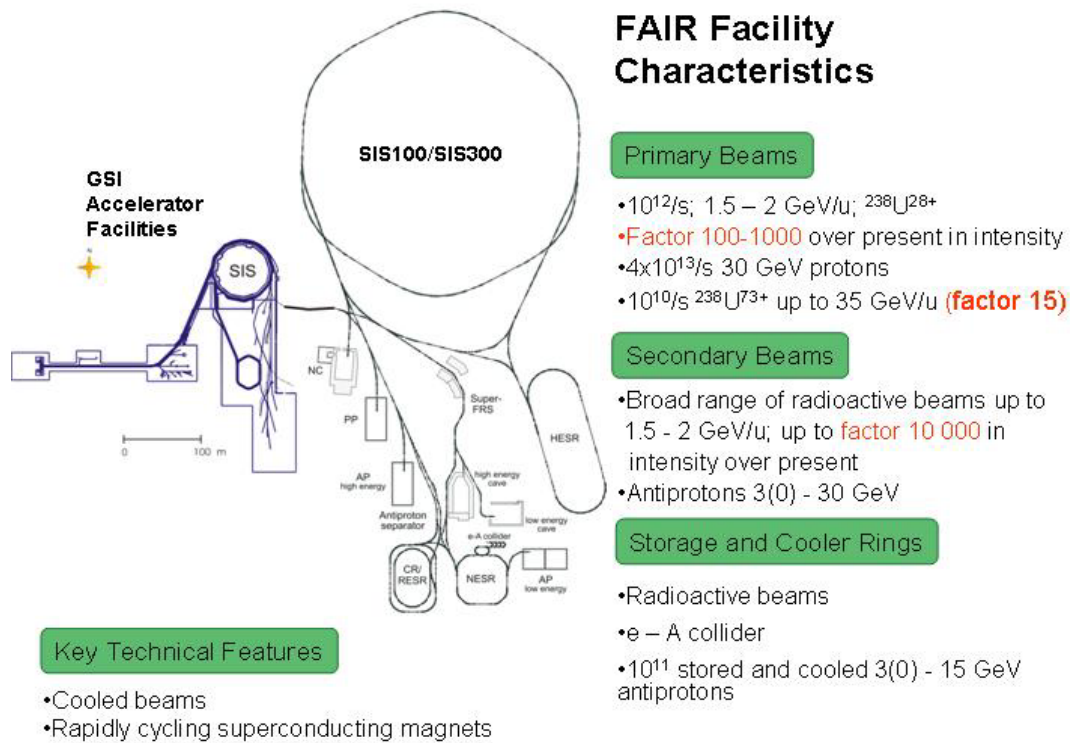 FAIR Facility
Characteristics
SIS100/SIS300
GSI
Accelerator
Facilities
N
SIS
0
100 m
NC
PP
AP
high energy
Antiproton
separator
Super-
FRS
HESR
high energy
cave
low energy
cave
e-A collider
CR/
RESR
NESR
AP
low energy
Primary Beams
•10¹²/s; 1.5 – 2 GeV/u; ²³⁸U²⁸⁺
•Factor 100-1000 over present in intensity
•4x10¹³/s 30 GeV protons
•10¹⁰/s ²³⁸U⁷³⁺ up to 35 GeV/u (factor 15)
Secondary Beams
•Broad range of radioactive beams up to
1.5 - 2 GeV/u; up to factor 10 000 in
intensity over present
•Antiprotons 3(0) - 30 GeV
Storage and Cooler Rings
•Radioactive beams
•e – A collider
•10¹¹ stored and cooled 3(0) - 15 GeV
antiprotons
Key Technical Features
•Cooled beams
•Rapidly cycling superconducting magnets